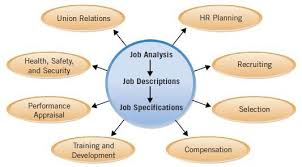 Union Relations
HR Planning
Job Analysis
Health, Safety,
and Security
Recruiting
Job Descriptions
Performance
Appraisal
Job Specifications
Selection
Training and
Development
Compensation